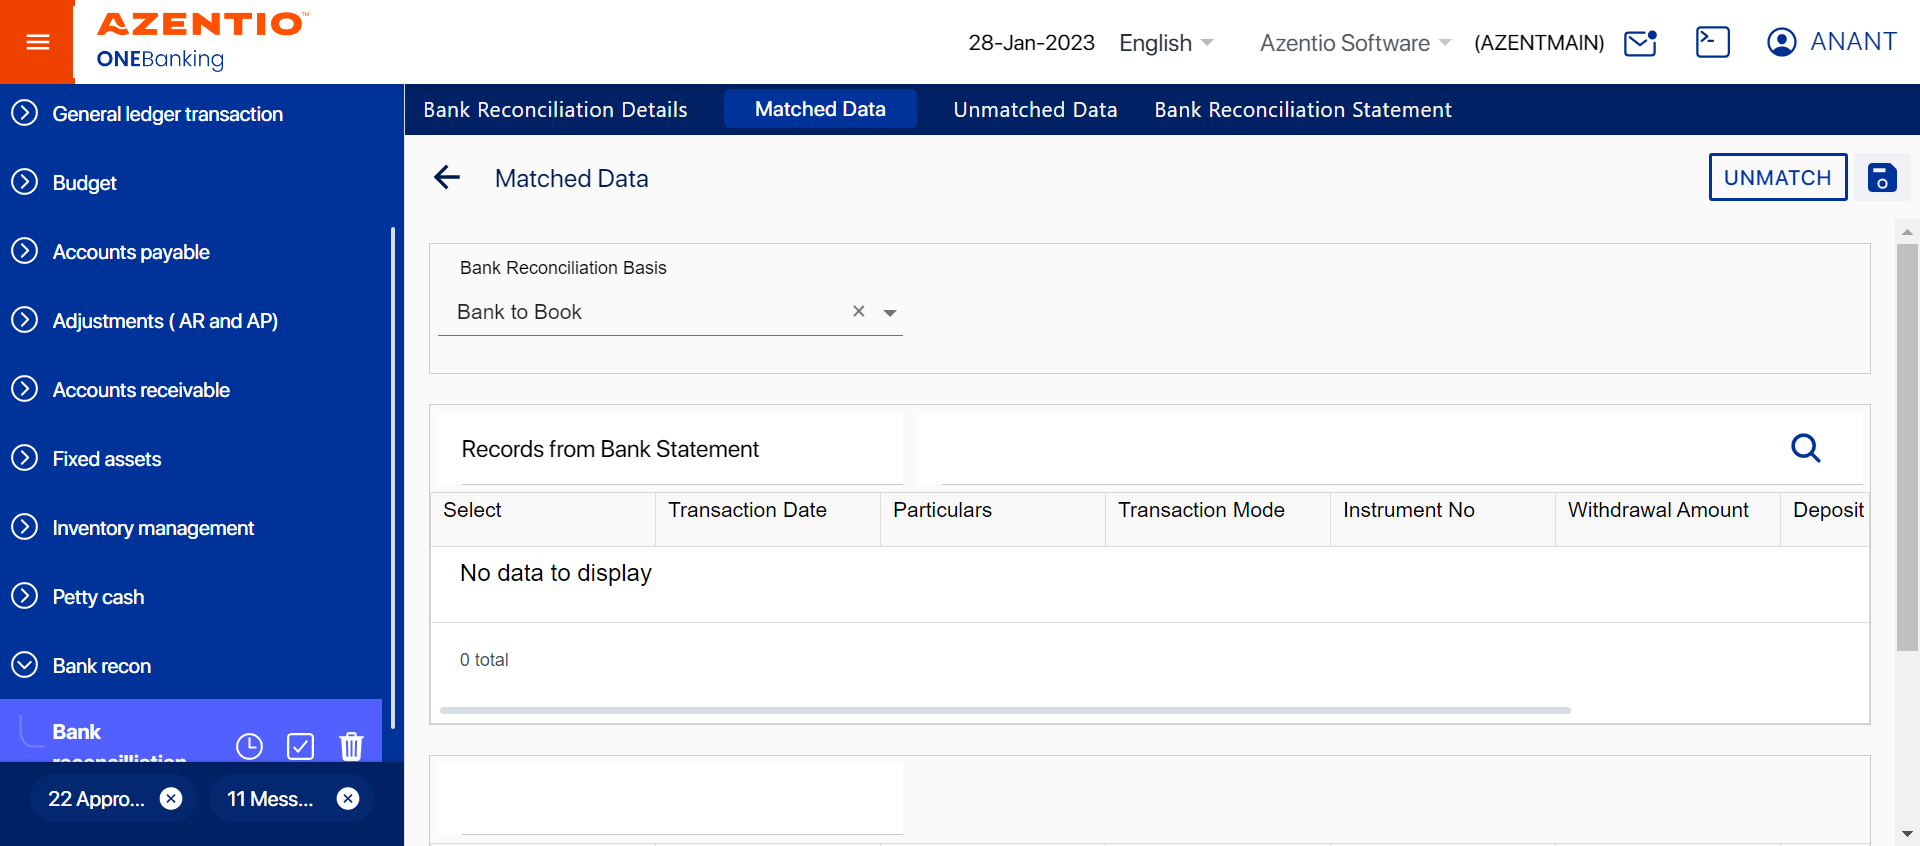 AZENTIO™
ONEBanking
28-Jan-2023
English
Azentio Software
(AZENTMAIN)
ANANT
General ledger transaction
Budget
Accounts payable
Adjustments ( AR and AP)
Accounts receivable
Fixed assets
Inventory management
Petty cash
Bank recon
Bank
reconcilliation
22 Appro...
11 Mess...
Bank Reconciliation Details
Matched Data
Unmatched Data
Bank Reconciliation Statement
Matched Data
UNMATCH
Bank Reconciliation Basis
Bank to Book
Records from Bank Statement
Select
Transaction Date
Particulars
Transaction Mode
Instrument No
Withdrawal Amount
Deposit
No data to display
0 total